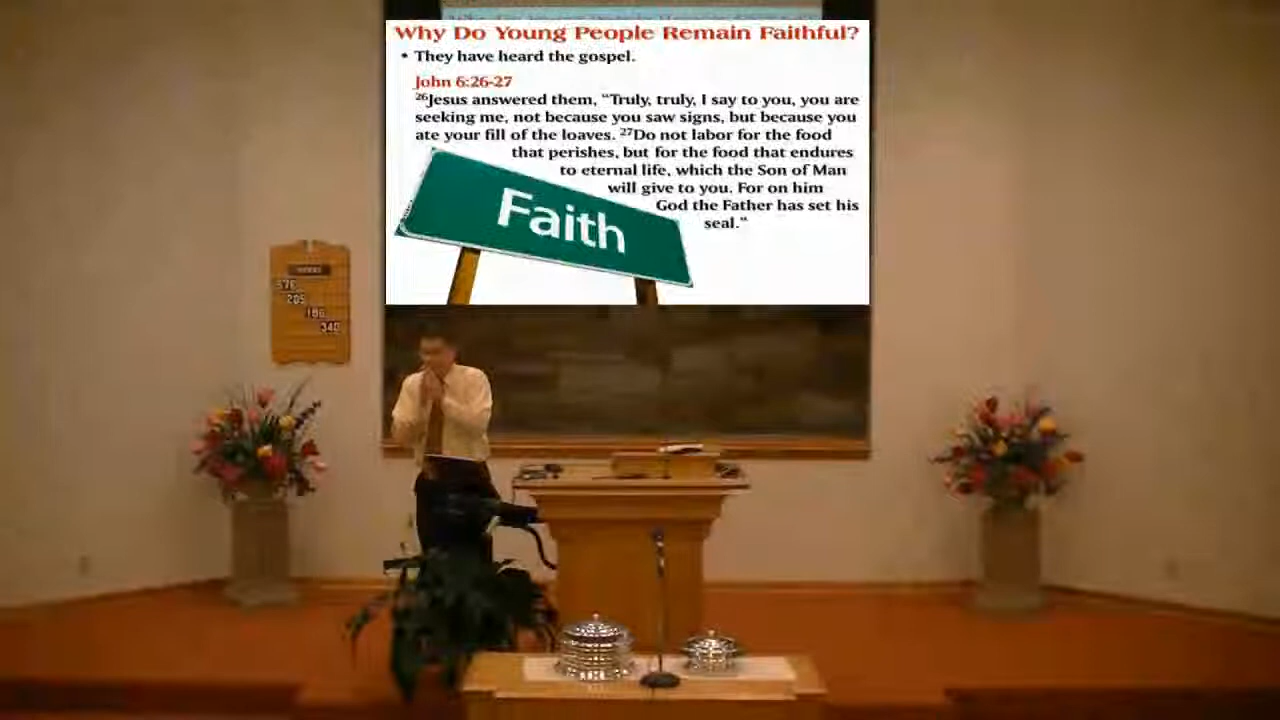 Why Do Young People Remain Faithful?
• They have heard the gospel.
John 6:26-27
26Jesus answered them, “Truly, truly, I say to you, you are
seeking me, not because you saw signs, but because you
ate your fill of the loaves. 27Do not labor for the food
that perishes, but for the food that endures
to eternal life, which the Son of Man
will give to you. For on him
God the Father has set his
seal.”
Faith
576
205
186
340